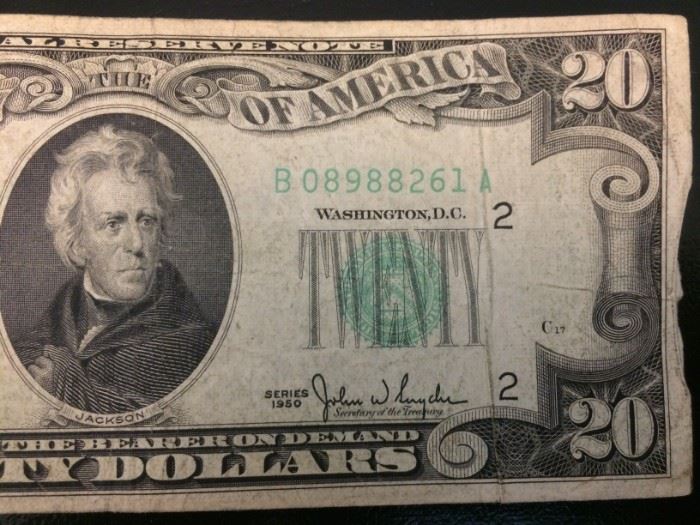 AL RESERVE NOTE
THE
OF AMERICA
20
B 08988261 A
WASHINGTON, D.C.
2
C17
SERIES
1950
John W Snyder
Secretary of the Treasury
2
JACKSON
THE BEARER ON DEMAND
TY DOLLARS
20